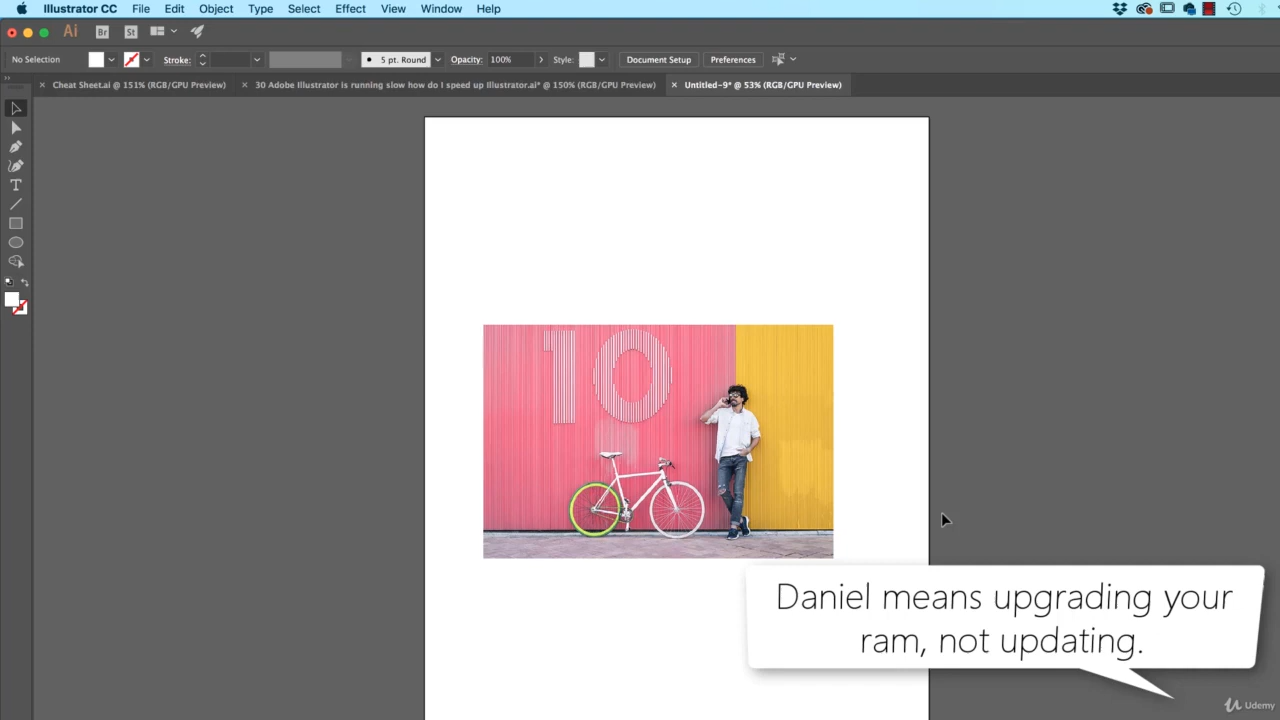 Illustrator CC File Edit Object Type Select Effect View Window Help
Ai Br St
No Selection Stroke: 5 pt. Round Opacity: 100% Style: Document Setup Preferences
Cheat Sheet.ai @ 151% (RGB/GPU Preview) 30 Adobe Illustrator is running slow how do I speed up Illustrator.ai* @ 150% (RGB/GPU Preview) Untitled-9* @ 53% (RGB/GPU Preview)
10
Daniel means upgrading your
ram, not updating.
Udemy